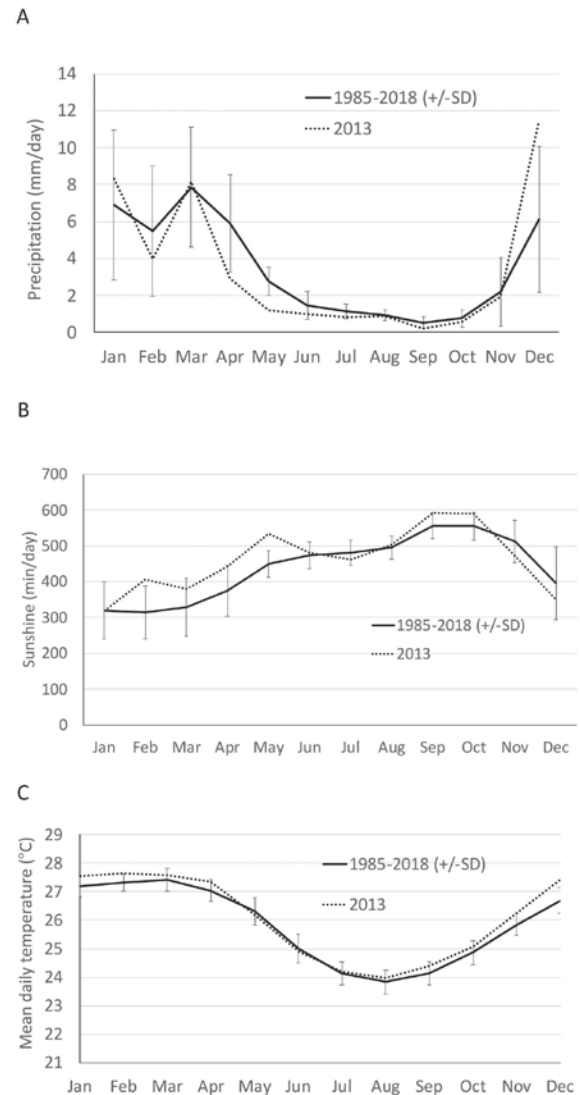 A
Precipitation (mm/day)
14
12
10
8
6
4
2
0
1985-2018 (+/-SD)
2013
Jan Feb Mar Apr May Jun Jul Aug Sep Oct Nov Dec
B
Sunshine (min/day)
700
600
500
400
300
200
100
0
1985-2018 (+/-SD)
2013
Jan Feb Mar Apr May Jun Jul Aug Sep Oct Nov Dec
C
Mean daily temperature (°C)
29
28
27
26
25
24
23
22
21
1985-2018 (+/-SD)
2013
Jan Feb Mar Apr May Jun Jul Aug Sep Oct Nov Dec